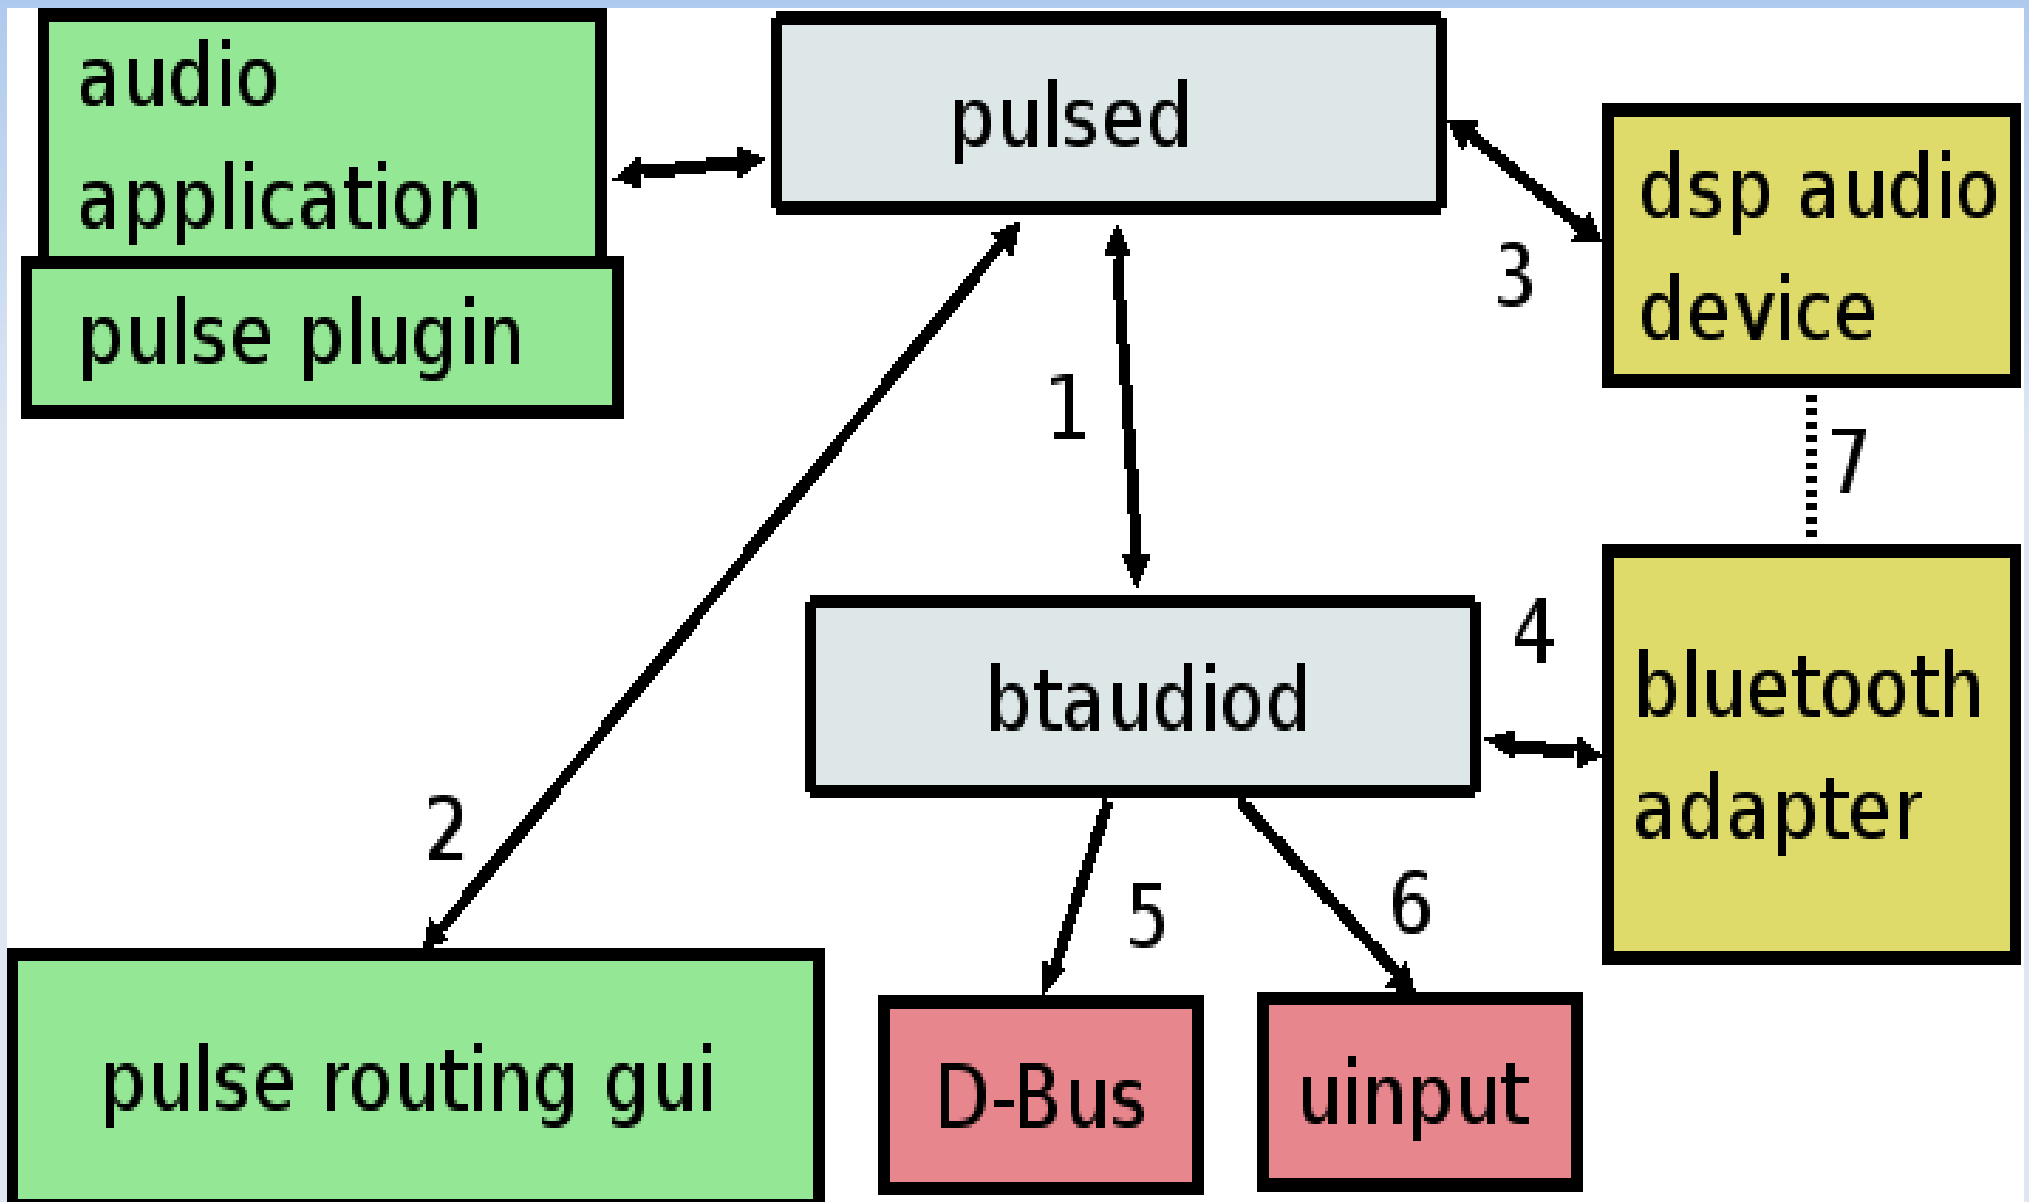 audio
application
pulse plugin
pulsed
dsp audio
device
3
1
7
btaudiod
4
bluetooth
adapter
2
5
6
pulse routing gui
D-Bus
uinput